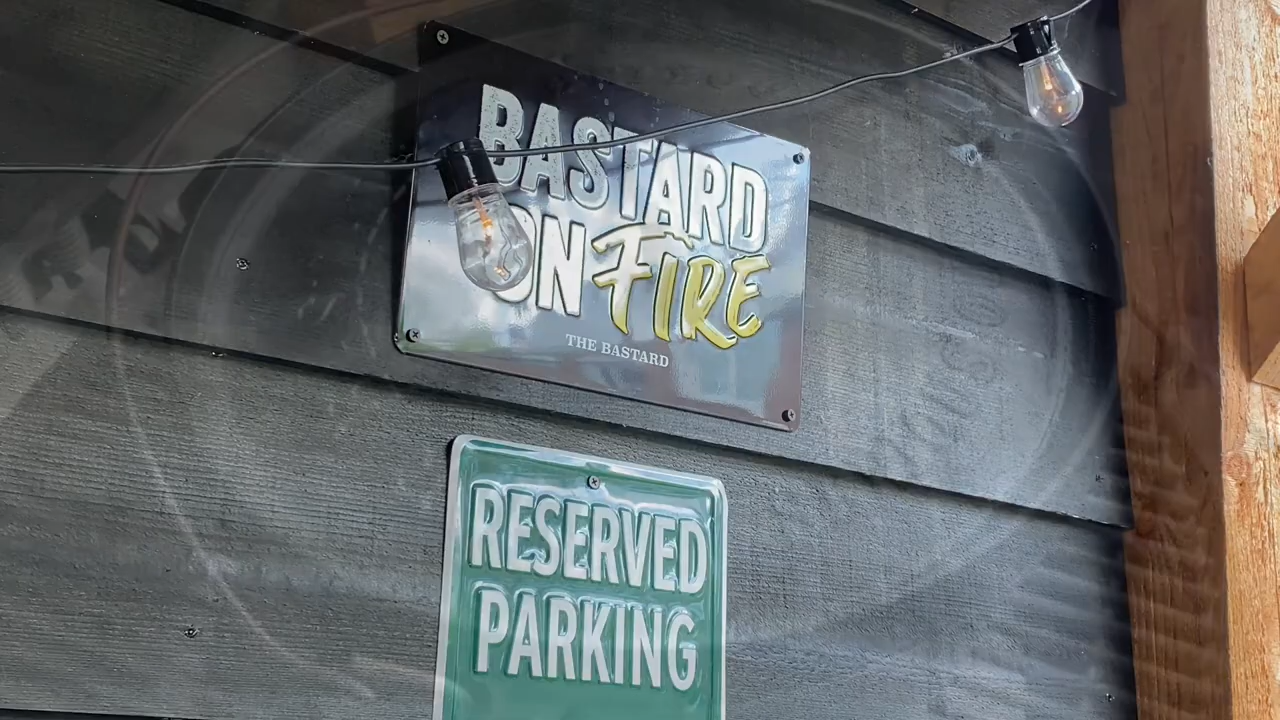 BASTARD
ON FIRE
THE BASTARD
RESERVED
PARKING